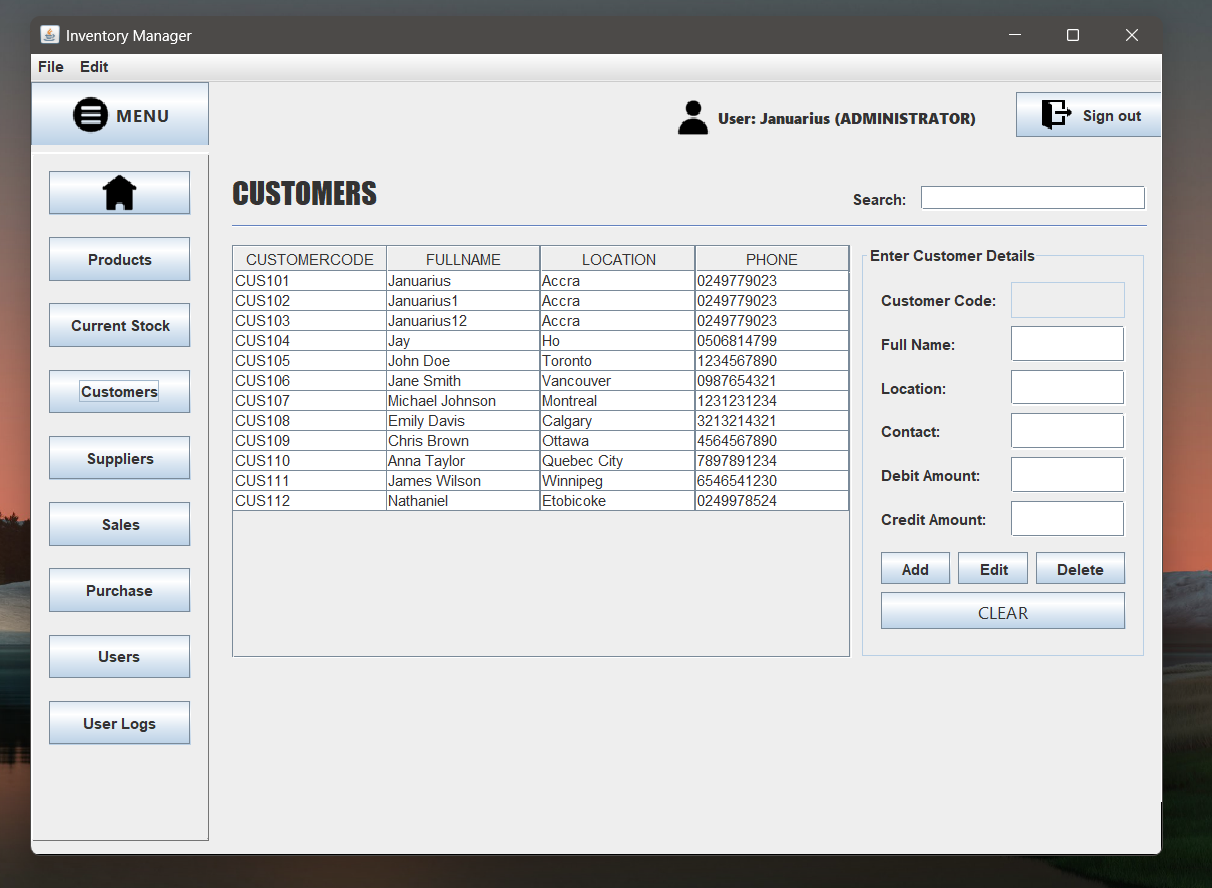 Inventory Manager
File Edit
MENU
User: Januarius (ADMINISTRATOR)
Sign out
Products
Current Stock
Customers
Suppliers
Sales
Purchase
Users
User Logs
CUSTOMERS
Search:
CUSTOMERCODE FULLNAME LOCATION PHONE
CUS101 Januarius Accra 0249779023
CUS102 Januarius1 Accra 0249779023
CUS103 Januarius12 Accra 0249779023
CUS104 Jay Ho 0506814799
CUS105 John Doe Toronto 1234567890
CUS106 Jane Smith Vancouver 0987654321
CUS107 Michael Johnson Montreal 1231231234
CUS108 Emily Davis Calgary 3213214321
CUS109 Chris Brown Ottawa 4564567890
CUS110 Anna Taylor Quebec City 7897891234
CUS111 James Wilson Winnipeg 6546541230
CUS112 Nathaniel Etobicoke 0249978524
Enter Customer Details
Customer Code:
Full Name:
Location:
Contact:
Debit Amount:
Credit Amount:
Add Edit Delete
CLEAR